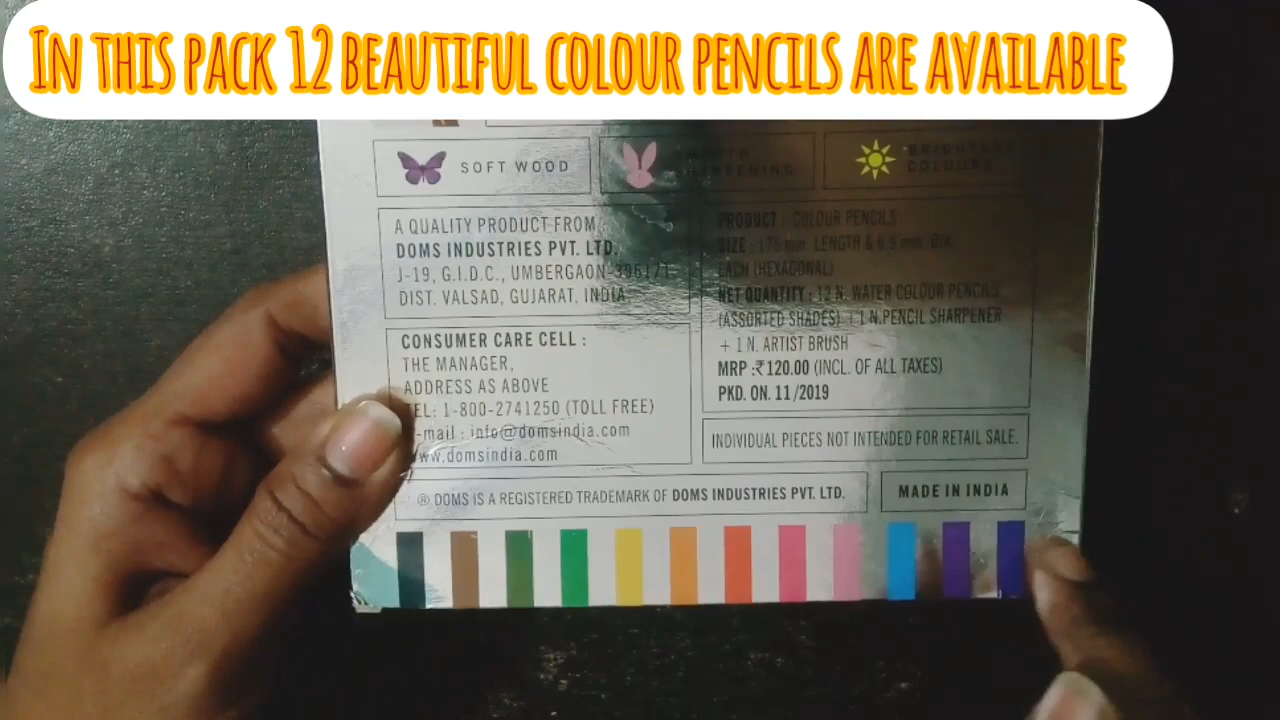 IN THIS PACK 12 BEAUTIFUL COLOUR PENCILS ARE AVAILABLE
SOFT WOOD
SMOOTH
SHARPENING
BRIGHTEST
COLOURS
A QUALITY PRODUCT FROM:
DOMS INDUSTRIES PVT. LTD.
J-19, G.I.D.C., UMBERGAON-396171,
DIST. VALSAD, GUJARAT, INDIA.
CONSUMER CARE CELL :
THE MANAGER,
ADDRESS AS ABOVE
TEL: 1-800-2741250 (TOLL FREE)
-mail : info@domsindia.com
www.domsindia.com
PRODUCT : COLOUR PENCILS
SIZE : 175 mm LENGTH & 6.9 mm DIA.
EACH (HEXAGONAL)
NET QUANTITY : 12 N. WATER COLOUR PENCILS
(ASSORTED SHADES) + 1 N.PENCIL SHARPENER
+ 1 N. ARTIST BRUSH
MRP :₹120.00 (INCL. OF ALL TAXES)
PKD. ON. 11/2019
INDIVIDUAL PIECES NOT INTENDED FOR RETAIL SALE.
® DOMS IS A REGISTERED TRADEMARK OF DOMS INDUSTRIES PVT. LTD.
MADE IN INDIA